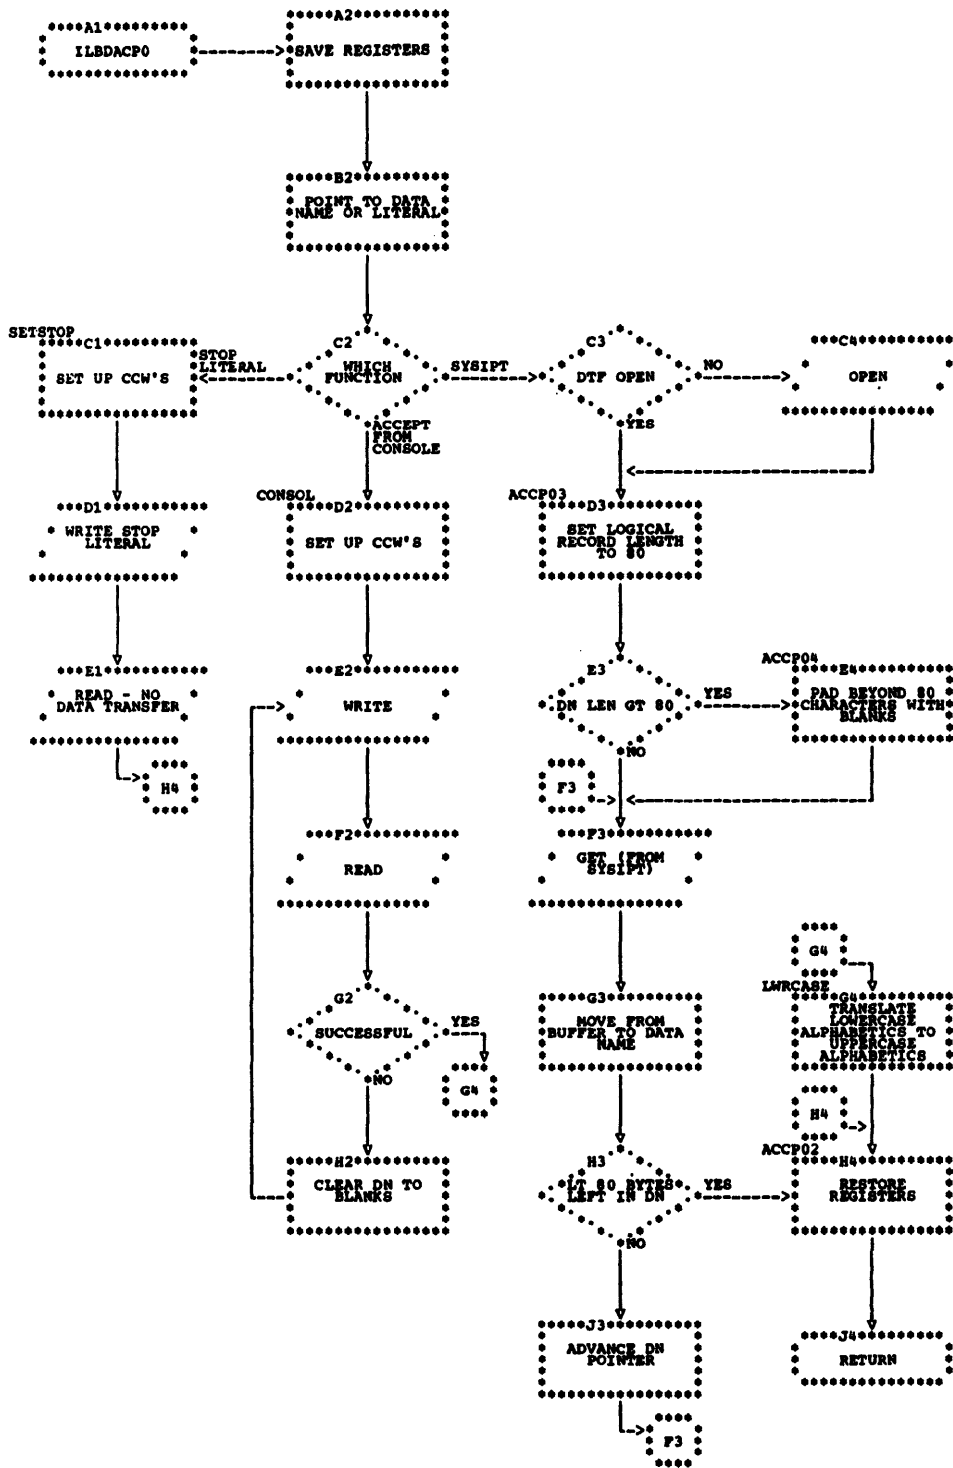 A1
ILBDACP0
A2
SAVE REGISTERS
B2
POINT TO DATA
NAME OR LITERAL
SETSTOP
C1
SET UP CCW'S
STOP
LITERAL
C2
WHICH
FUNCTION
SYSIPT
C3
DTF OPEN
NO
C4
OPEN
ACCEPT
FROM
CONSOLE
YES
D1
WRITE STOP
LITERAL
CONSOL
D2
SET UP CCW'S
ACCP03
D3
SET LOGICAL
RECORD LENGTH
TO 80
E1
READ - NO
DATA TRANSFER
E2
WRITE
E3
DN LEN GT 80
YES
ACCP04
E4
PAD BEYOND 80
CHARACTERS WITH
BLANKS
NO
H4
F3
F2
READ
F3
GET (FROM
SYSIPT)
G4
G2
SUCCESSFUL
YES
G3
MOVE FROM
BUFFER TO DATA
NAME
LWRCASE
G4
TRANSLATE
LOWERCASE
ALPHABETICS TO
UPPERCASE
ALPHABETICS
NO
G4
H4
H2
CLEAR DN TO
BLANKS
H3
LT 80 BYTES
LEFT IN DN
YES
ACCP02
H4
RESTORE
REGISTERS
NO
J3
ADVANCE DN
POINTER
J4
RETURN
F3